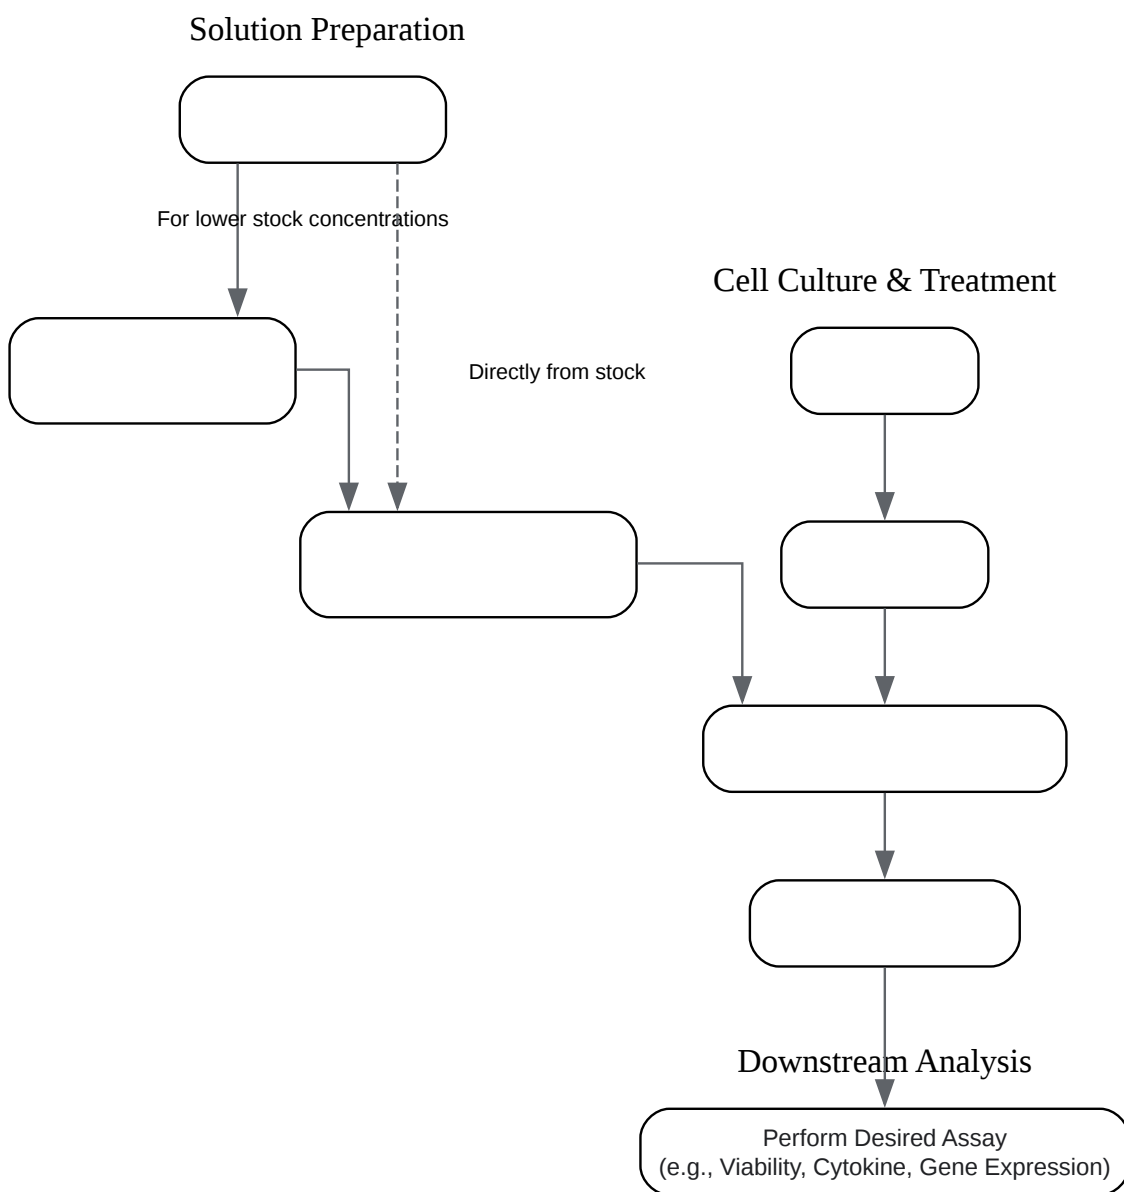 Solution Preparation
For lower stock concentrations
Cell Culture & Treatment
Directly from stock
Downstream Analysis
Perform Desired Assay
(e.g., Viability, Cytokine, Gene Expression)